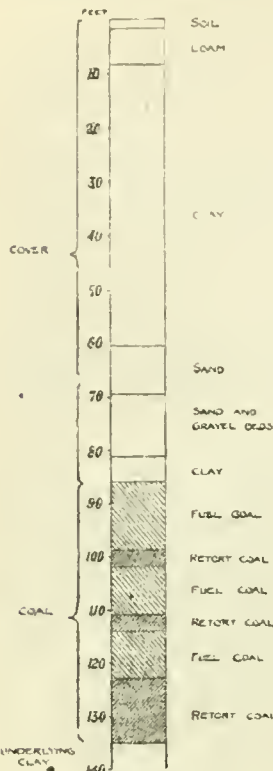 FEET
SOIL
LOAM
10
20
30
CLAY
40
COVER
50
60
SAND
70
SAND AND
GRAVEL BEDS
80
CLAY
90
FUEL COAL
100
RETORT COAL
FUEL COAL
COAL
110
RETORT COAL
120
FUEL COAL
130
RETORT COAL
UNDERLYING
CLAY
140